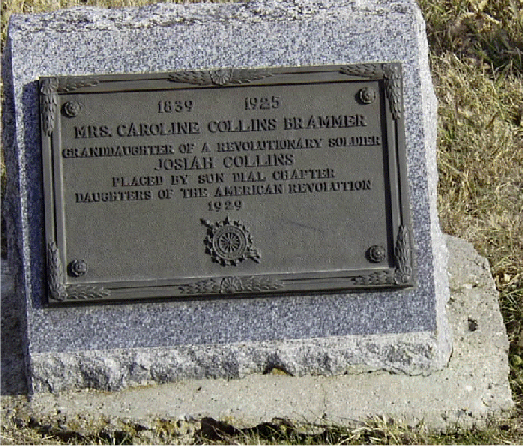 1839 1925
MRS. CAROLINE COLLINS BRAMMER
GRANDDAUGHTER OF A REVOLUTIONARY SOLDIER
JOSIAH COLLINS
PLACED BY SUN DIAL CHAPTER
DAUGHTERS OF THE AMERICAN REVOLUTION
1929